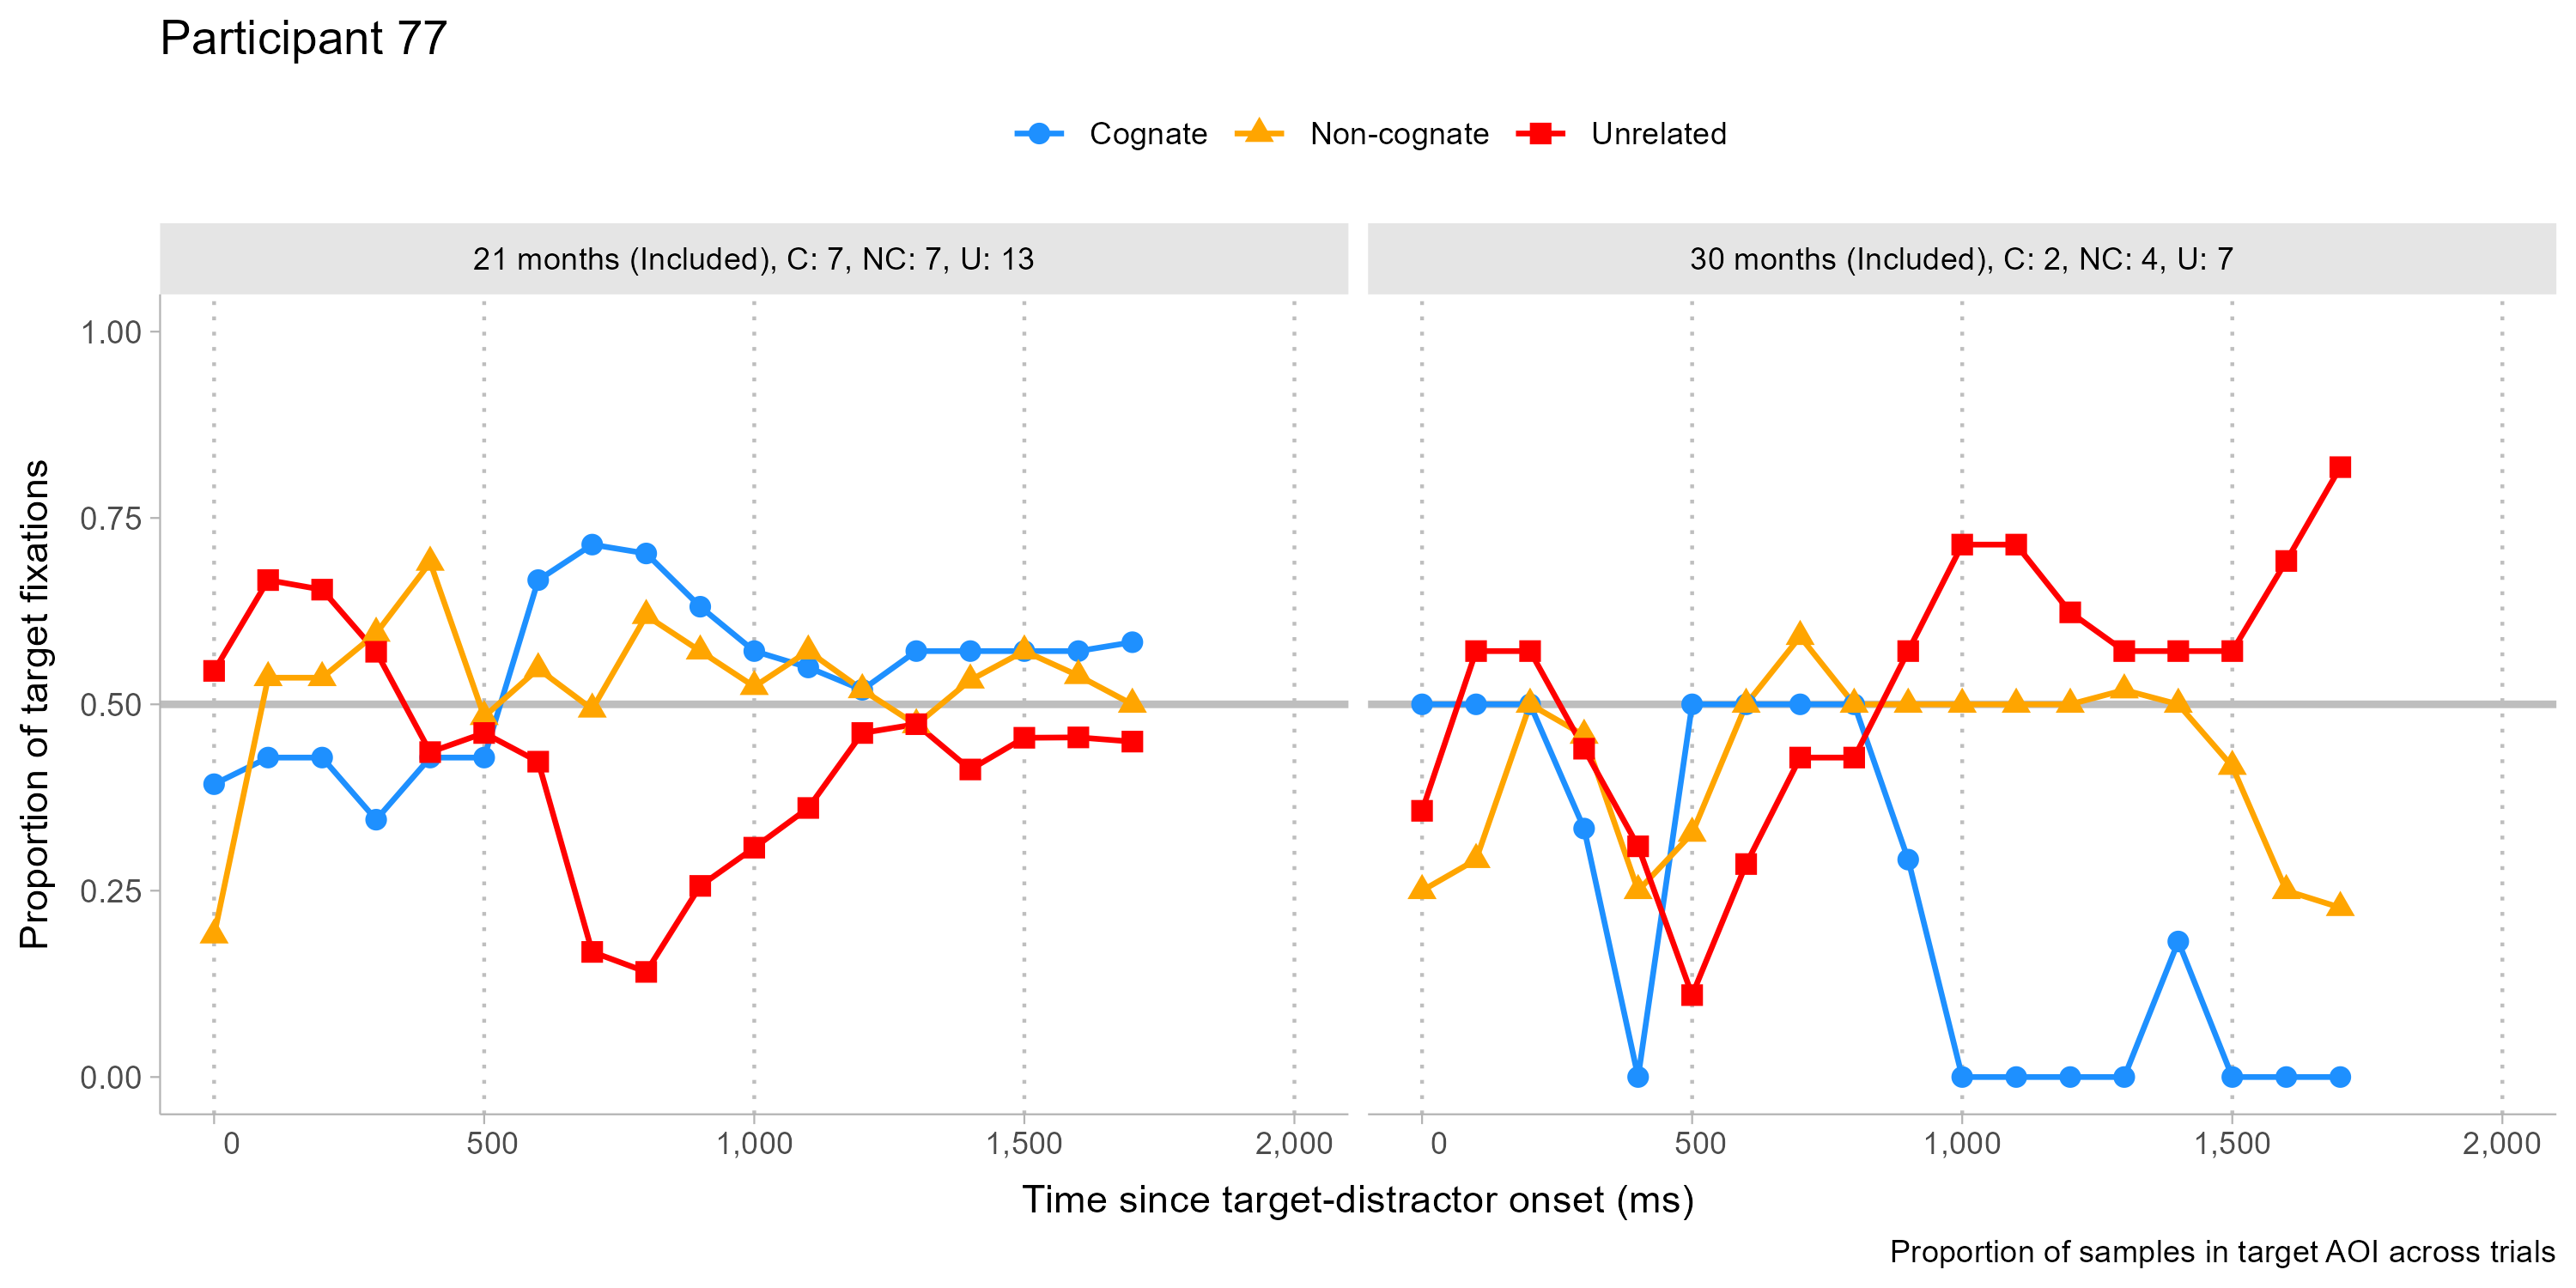 Participant 77
Cognate Non-cognate Unrelated
21 months (Included), C: 7, NC: 7, U: 13
30 months (Included), C: 2, NC: 4, U: 7
Proportion of target fixations
1.00
0.75
0.50
0.25
0.00
0 500 1,000 1,500 2,000
0 500 1,000 1,500 2,000
Time since target-distractor onset (ms)
Proportion of samples in target AOI across trials